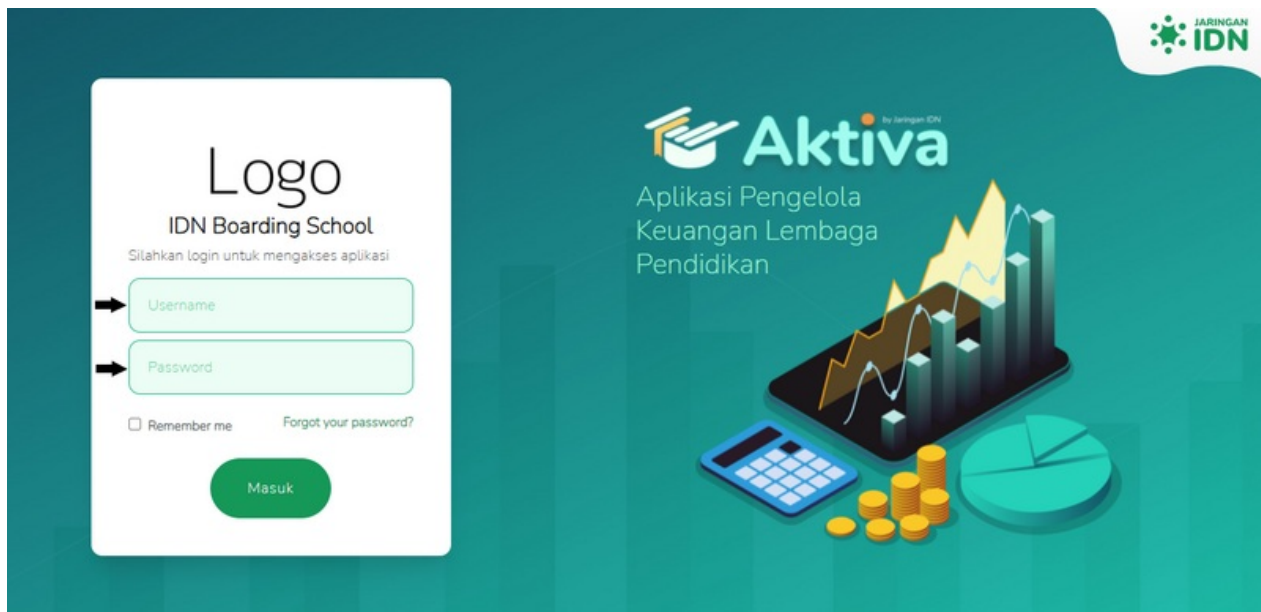 JARINGAN
IDN
Logo
IDN Boarding School
Silahkan login untuk mengakses aplikasi
Username
Password
Remember me
Forgot your password?
Masuk
by Jaringan IDN
Aktiva
Aplikasi Pengelola
Keuangan Lembaga
Pendidikan